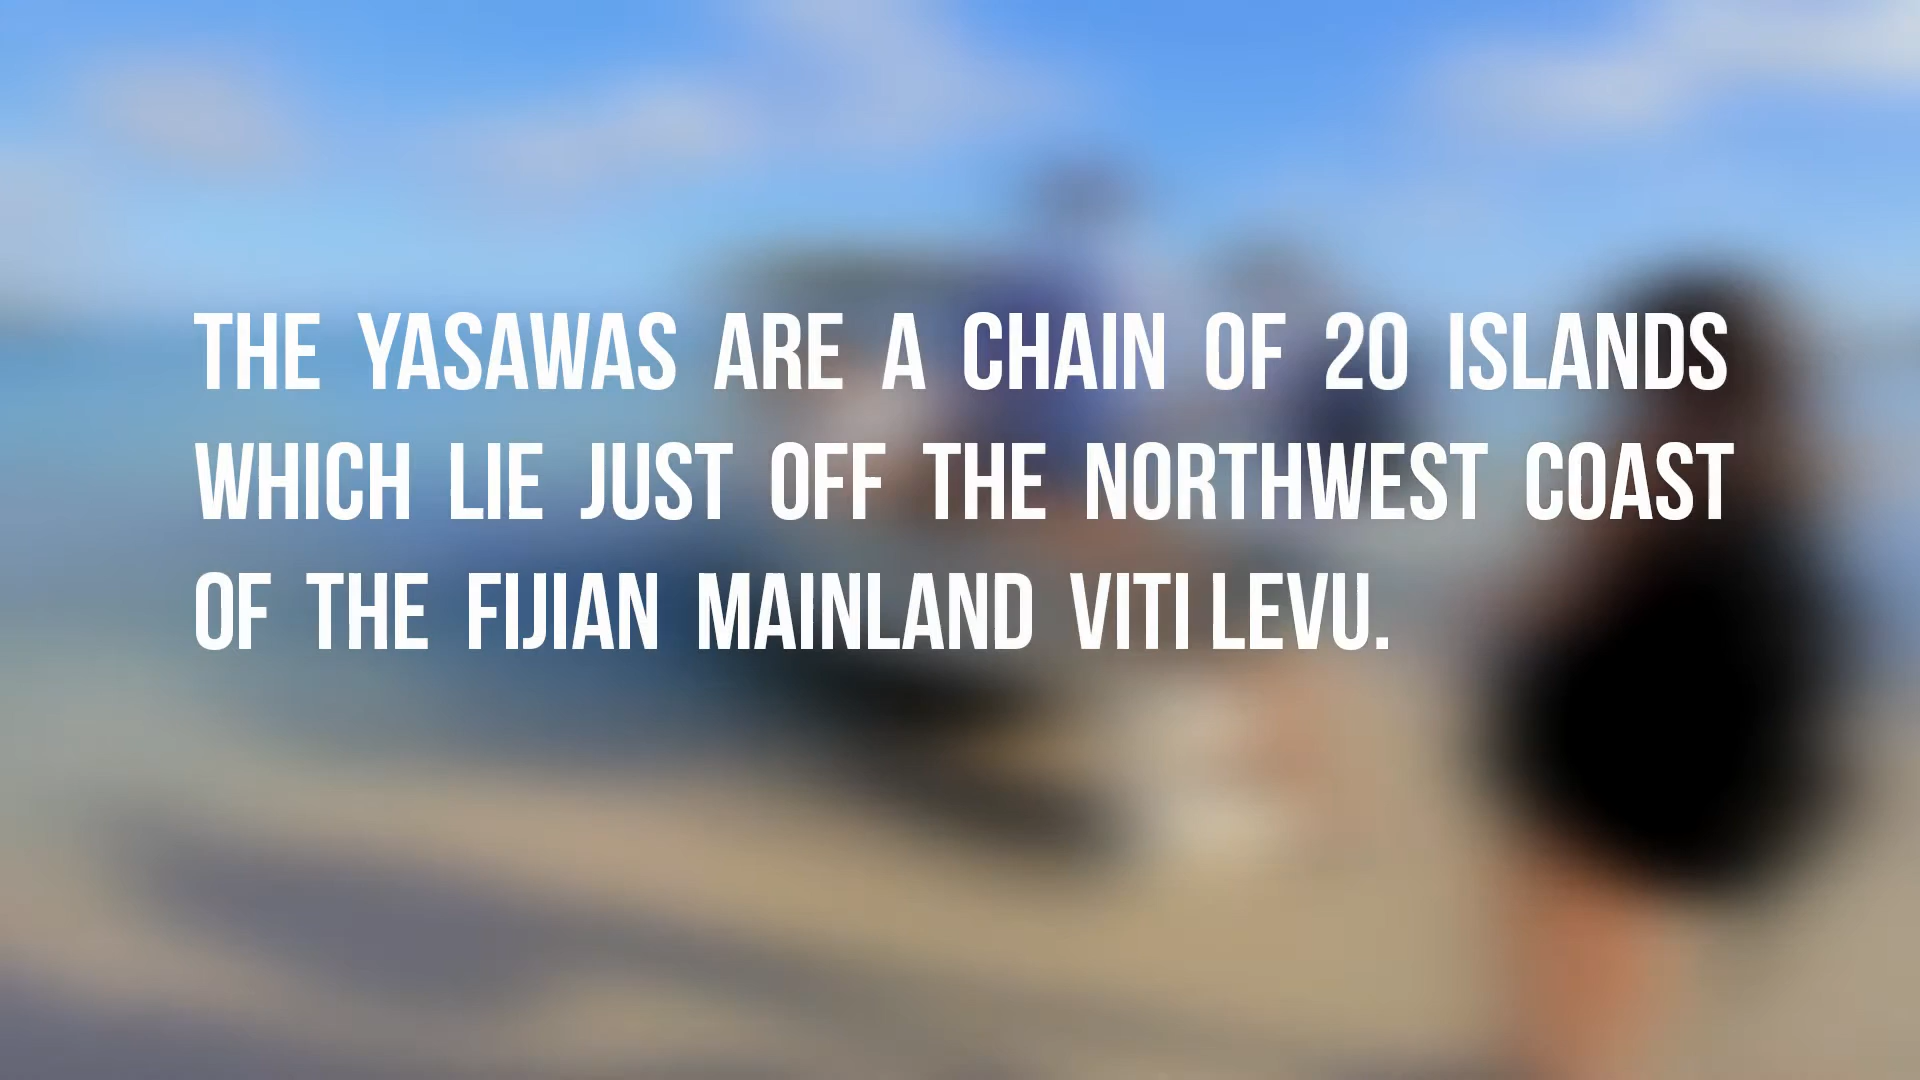 THE YASAWAS ARE A CHAIN OF 20 ISLANDS
WHICH LIE JUST OFF THE NORTHWEST COAST
OF THE FIJIAN MAINLAND VITI LEVU.